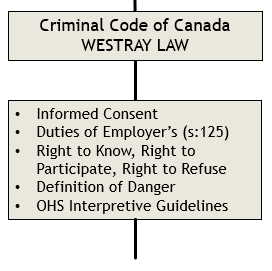 Criminal Code of Canada
WESTRAY LAW
• Informed Consent
• Duties of Employer's (s:125)
• Right to Know, Right to
Participate, Right to Refuse
• Definition of Danger
• OHS Interpretive Guidelines